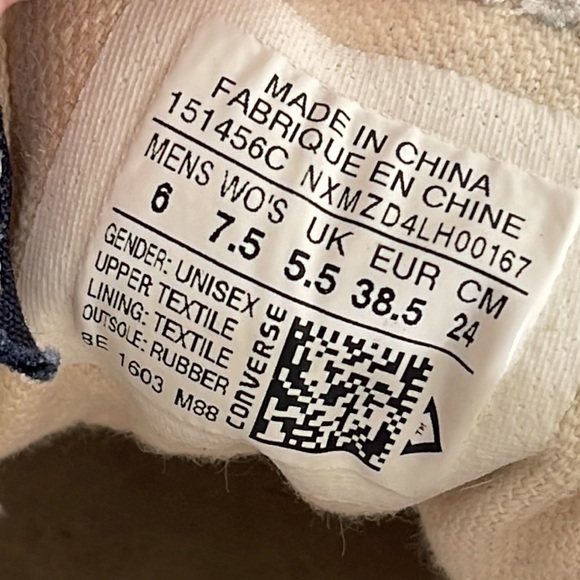 MADE IN CHINA
FABRIQUE EN CHINE
151456C NXMZD4LH00167
MENS WO'S UK EUR CM
6 7.5 5.5 38.5 24
GENDER: UNISEX
UPPER TEXTILE
LINING: TEXTILE
OUTSOLE: RUBBER
BE 1603 M88
CONVERSE
TM